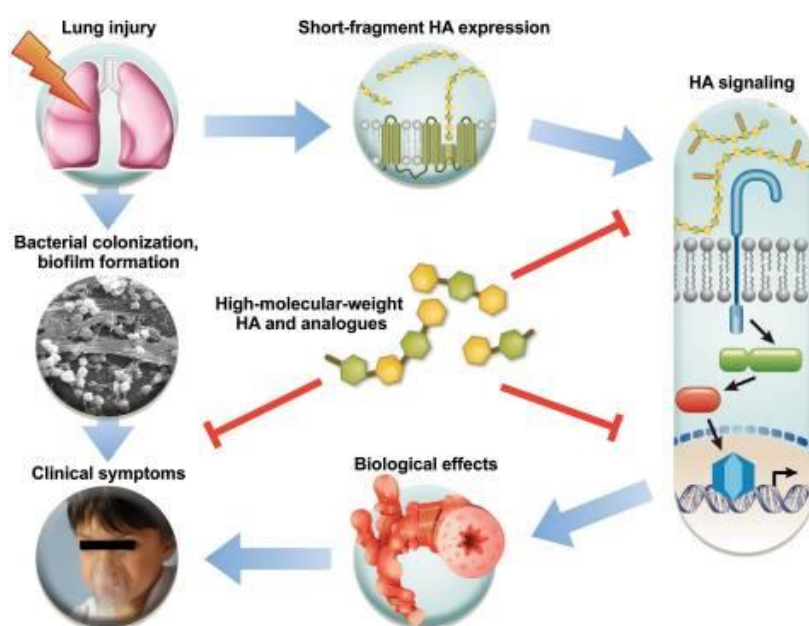 Lung injury
Short-fragment HA expression
HA signaling
Bacterial colonization,
biofilm formation
High-molecular-weight
HA and analogues
Clinical symptoms
Biological effects